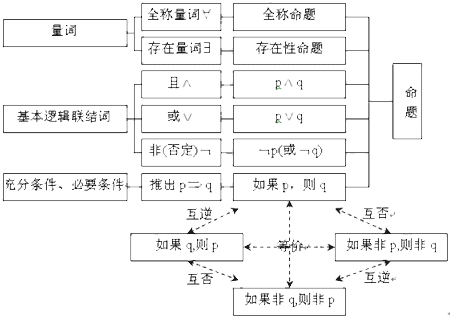 量词
全称量词∀
全称命题
存在量词∃
存在性命题
基本逻辑联结词
且∧
p∧q
或∨
p∨q
非(否定)¬
¬p(或¬q)
命题
充分条件、必要条件
推出p⇒q
如果p，则q
互逆
互否
如果q,则p
等价
如果非p,则非q
互否
互逆
如果非q,则非p